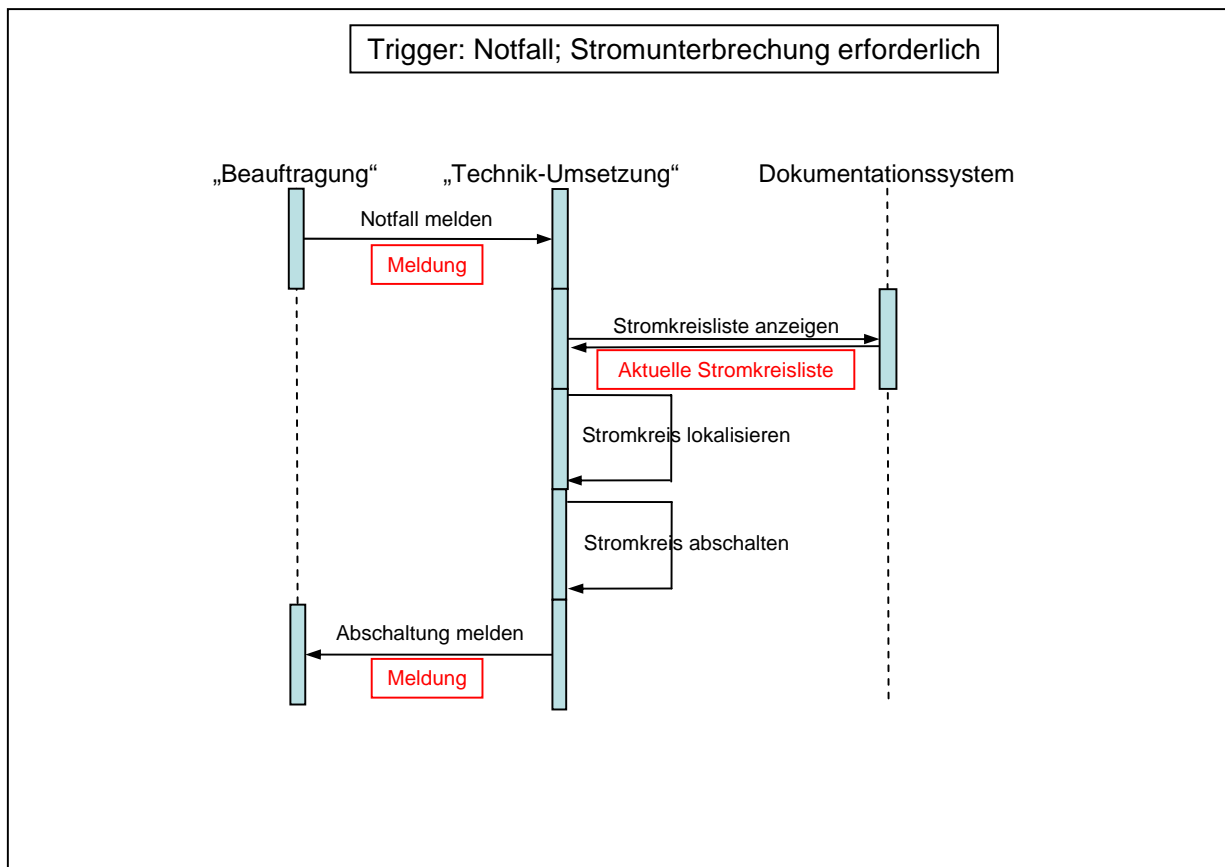 Trigger: Notfall; Stromunterbrechung erforderlich
„Beauftragung“
„Technik-Umsetzung“
Dokumentationssystem
Notfall melden
Meldung
Stromkreisliste anzeigen
Aktuelle Stromkreisliste
Stromkreis lokalisieren
Stromkreis abschalten
Abschaltung melden
Meldung